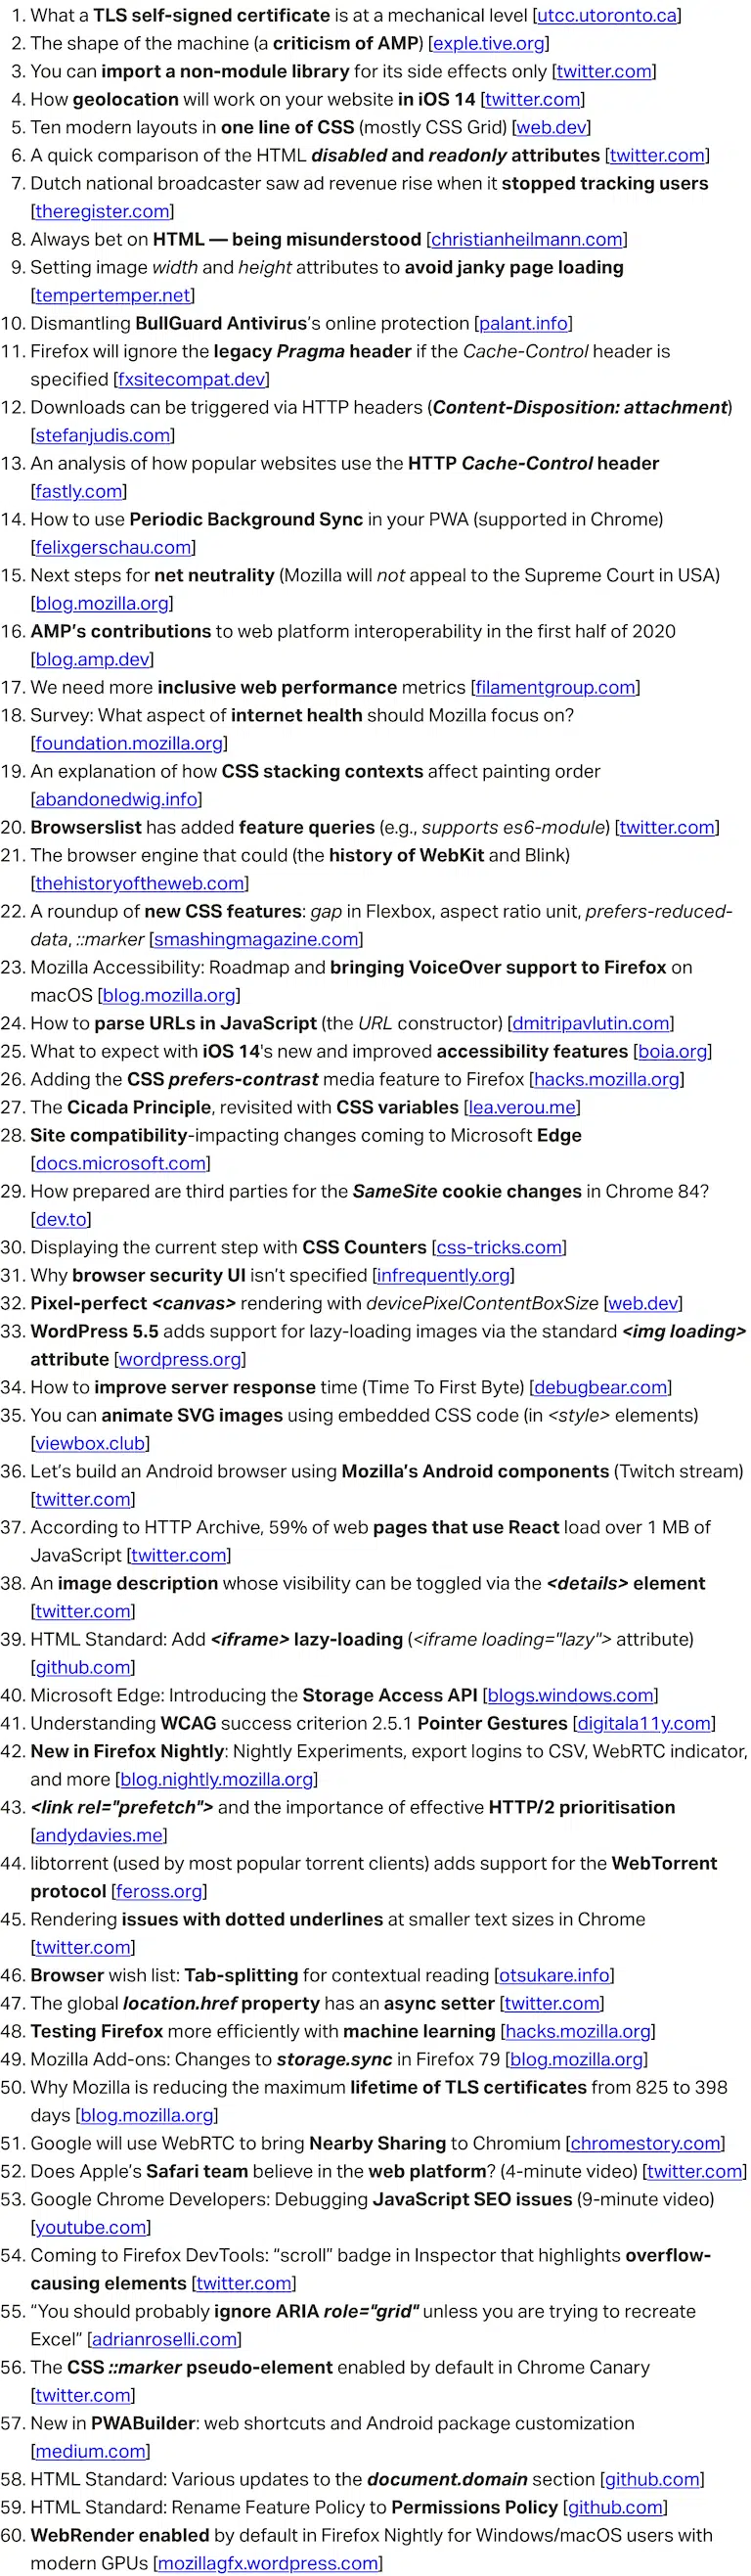 1. What a TLS self-signed certificate is at a mechanical level [utcc.utoronto.ca]
2. The shape of the machine (a criticism of AMP) [exple.tive.org]
3. You can import a non-module library for its side effects only [twitter.com]
4. How geolocation will work on your website in iOS 14 [twitter.com]
5. Ten modern layouts in one line of CSS (mostly CSS Grid) [web.dev]
6. A quick comparison of the HTML disabled and readonly attributes [twitter.com]
7. Dutch national broadcaster saw ad revenue rise when it stopped tracking users
[theregister.com]
8. Always bet on HTML — being misunderstood [christianheilmann.com]
9. Setting image width and height attributes to avoid janky page loading
[tempertemper.net]
10. Dismantling BullGuard Antivirus’s online protection [palant.info]
11. Firefox will ignore the legacy Pragma header if the Cache-Control header is
specified [fxsitecompat.dev]
12. Downloads can be triggered via HTTP headers (Content-Disposition: attachment)
[stefanjudis.com]
13. An analysis of how popular websites use the HTTP Cache-Control header
[fastly.com]
14. How to use Periodic Background Sync in your PWA (supported in Chrome)
[felixgerschau.com]
15. Next steps for net neutrality (Mozilla will not appeal to the Supreme Court in USA)
[blog.mozilla.org]
16. AMP’s contributions to web platform interoperability in the first half of 2020
[blog.amp.dev]
17. We need more inclusive web performance metrics [filamentgroup.com]
18. Survey: What aspect of internet health should Mozilla focus on?
[foundation.mozilla.org]
19. An explanation of how CSS stacking contexts affect painting order
[abandonedwig.info]
20. Browserslist has added feature queries (e.g., supports es6-module) [twitter.com]
21. The browser engine that could (the history of WebKit and Blink)
[thehistoryoftheweb.com]
22. A roundup of new CSS features: gap in Flexbox, aspect ratio unit, prefers-reduced-
data, ::marker [smashingmagazine.com]
23. Mozilla Accessibility: Roadmap and bringing VoiceOver support to Firefox on
macOS [blog.mozilla.org]
24. How to parse URLs in JavaScript (the URL constructor) [dmitripavlutin.com]
25. What to expect with iOS 14's new and improved accessibility features [boia.org]
26. Adding the CSS prefers-contrast media feature to Firefox [hacks.mozilla.org]
27. The Cicada Principle, revisited with CSS variables [lea.verou.me]
28. Site compatibility-impacting changes coming to Microsoft Edge
[docs.microsoft.com]
29. How prepared are third parties for the SameSite cookie changes in Chrome 84?
[dev.to]
30. Displaying the current step with CSS Counters [css-tricks.com]
31. Why browser security UI isn’t specified [infrequently.org]
32. Pixel-perfect <canvas> rendering with devicePixelContentBoxSize [web.dev]
33. WordPress 5.5 adds support for lazy-loading images via the standard <img loading>
attribute [wordpress.org]
34. How to improve server response time (Time To First Byte) [debugbear.com]
35. You can animate SVG images using embedded CSS code (in <style> elements)
[viewbox.club]
36. Let’s build an Android browser using Mozilla’s Android components (Twitch stream)
[twitter.com]
37. According to HTTP Archive, 59% of web pages that use React load over 1 MB of
JavaScript [twitter.com]
38. An image description whose visibility can be toggled via the <details> element
[twitter.com]
39. HTML Standard: Add <iframe> lazy-loading (<iframe loading="lazy"> attribute)
[github.com]
40. Microsoft Edge: Introducing the Storage Access API [blogs.windows.com]
41. Understanding WCAG success criterion 2.5.1 Pointer Gestures [digitala11y.com]
42. New in Firefox Nightly: Nightly Experiments, export logins to CSV, WebRTC indicator,
and more [blog.nightly.mozilla.org]
43. <link rel="prefetch"> and the importance of effective HTTP/2 prioritisation
[andydavies.me]
44. libtorrent (used by most popular torrent clients) adds support for the WebTorrent
protocol [feross.org]
45. Rendering issues with dotted underlines at smaller text sizes in Chrome
[twitter.com]
46. Browser wish list: Tab-splitting for contextual reading [otsukare.info]
47. The global location.href property has an async setter [twitter.com]
48. Testing Firefox more efficiently with machine learning [hacks.mozilla.org]
49. Mozilla Add-ons: Changes to storage.sync in Firefox 79 [blog.mozilla.org]
50. Why Mozilla is reducing the maximum lifetime of TLS certificates from 825 to 398
days [blog.mozilla.org]
51. Google will use WebRTC to bring Nearby Sharing to Chromium [chromestory.com]
52. Does Apple’s Safari team believe in the web platform? (4-minute video) [twitter.com]
53. Google Chrome Developers: Debugging JavaScript SEO issues (9-minute video)
[youtube.com]
54. Coming to Firefox DevTools: “scroll” badge in Inspector that highlights overflow-
causing elements [twitter.com]
55. “You should probably ignore ARIA role="grid" unless you are trying to recreate
Excel” [adrianroselli.com]
56. The CSS ::marker pseudo-element enabled by default in Chrome Canary
[twitter.com]
57. New in PWABuilder: web shortcuts and Android package customization
[medium.com]
58. HTML Standard: Various updates to the document.domain section [github.com]
59. HTML Standard: Rename Feature Policy to Permissions Policy [github.com]
60. WebRender enabled by default in Firefox Nightly for Windows/macOS users with
modern GPUs [mozillagfx.wordpress.com]